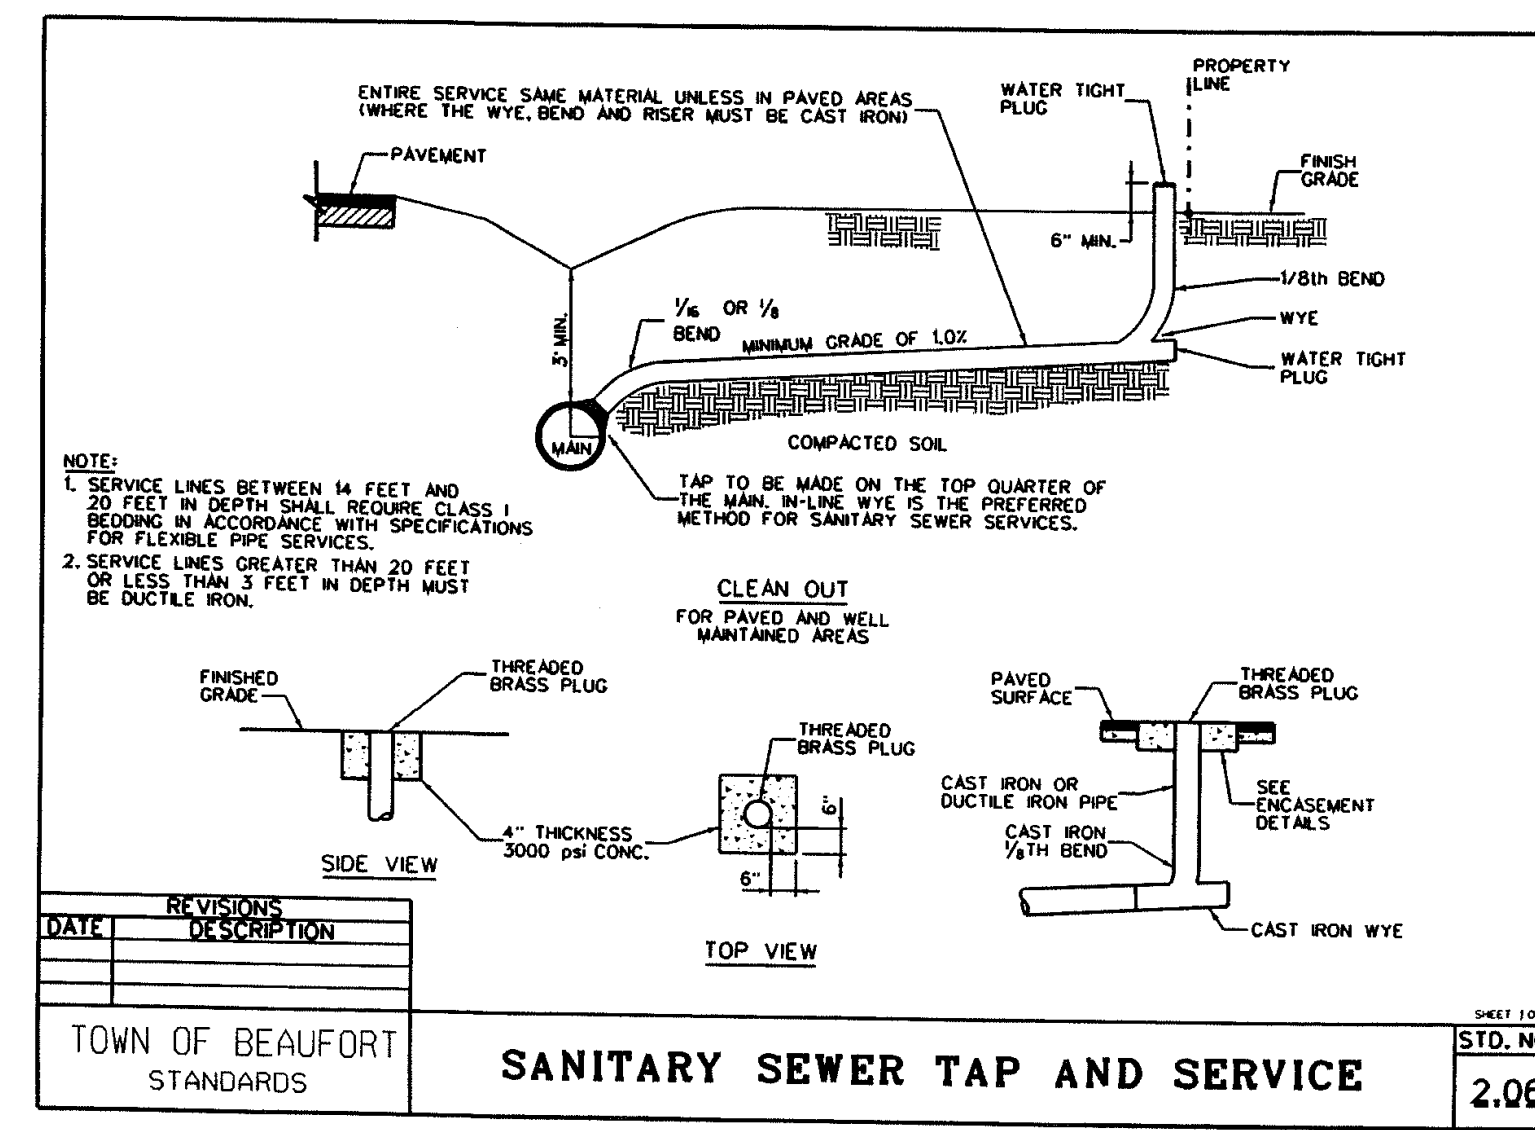 PROPERTY
LINE
ENTIRE SERVICE SAME MATERIAL UNLESS IN PAVED AREAS
(WHERE THE WYE, BEND AND RISER MUST BE CAST IRON)
WATER TIGHT
PLUG
PAVEMENT
FINISH
GRADE
6" MIN.
1/8th BEND
1/16 OR 1/8
BEND
3' MIN.
MINIMUM GRADE OF 1.0%
WYE
WATER TIGHT
PLUG
MAIN
COMPACTED SOIL
NOTE:
1. SERVICE LINES BETWEEN 14 FEET AND
20 FEET IN DEPTH SHALL REQUIRE CLASS I
BEDDING IN ACCORDANCE WITH SPECIFICATIONS
FOR FLEXIBLE PIPE SERVICES.
2. SERVICE LINES GREATER THAN 20 FEET
OR LESS THAN 3 FEET IN DEPTH MUST
BE DUCTILE IRON.
TAP TO BE MADE ON THE TOP QUARTER OF
THE MAIN. IN-LINE WYE IS THE PREFERRED
METHOD FOR SANITARY SEWER SERVICES.
CLEAN OUT
FOR PAVED AND WELL
MAINTAINED AREAS
FINISHED
GRADE
THREADED
BRASS PLUG
4" THICKNESS
3000 psi CONC.
SIDE VIEW
THREADED
BRASS PLUG
6"
6"
TOP VIEW
PAVED
SURFACE
THREADED
BRASS PLUG
CAST IRON OR
DUCTILE IRON PIPE
SEE
ENCASEMENT
DETAILS
CAST IRON
1/8TH BEND
CAST IRON WYE
REVISIONS
DATE DESCRIPTION
TOWN OF BEAUFORT
STANDARDS
SANITARY SEWER TAP AND SERVICE
SHEET 1 O
STD. N
2.06